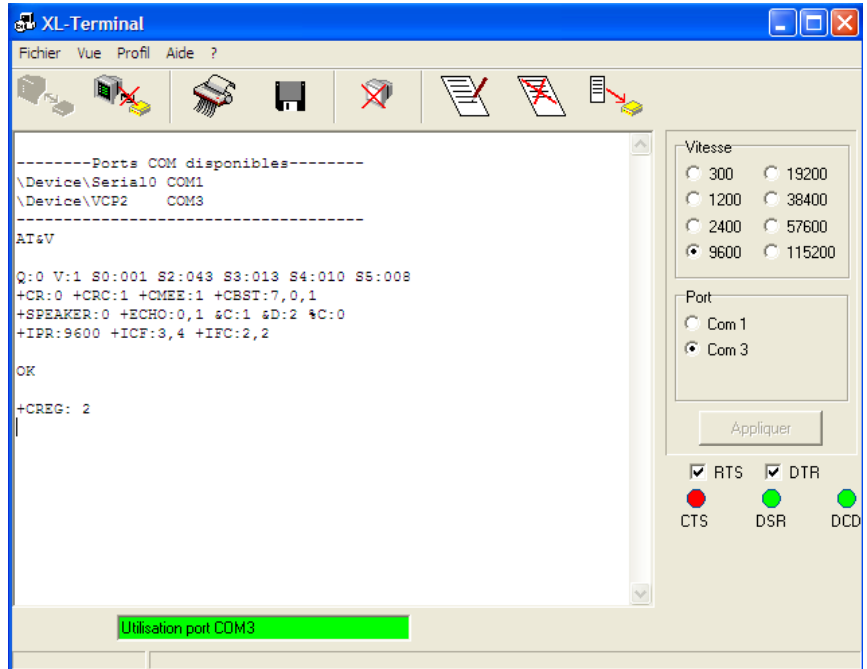 XL-Terminal
Fichier Vue Profil Aide ?
--------Ports COM disponibles--------
\Device\Serial0 COM1
\Device\VCP2 COM3
-------------------------------------
AT&V
Q:0 V:1 S0:001 S2:043 S3:013 S4:010 S5:008
+CR:0 +CRC:1 +CMEE:1 +CBST:7,0,1
+SPEAKER:0 +ECHO:0,1 &C:1 &D:2 %C:0
+IPR:9600 +ICF:3,4 +IFC:2,2
OK
+CREG: 2
Vitesse
300 19200
1200 38400
2400 57600
9600 115200
Port
Com 1
Com 3
Appliquer
RTS DTR
CTS DSR DCD
Utilisation port COM3